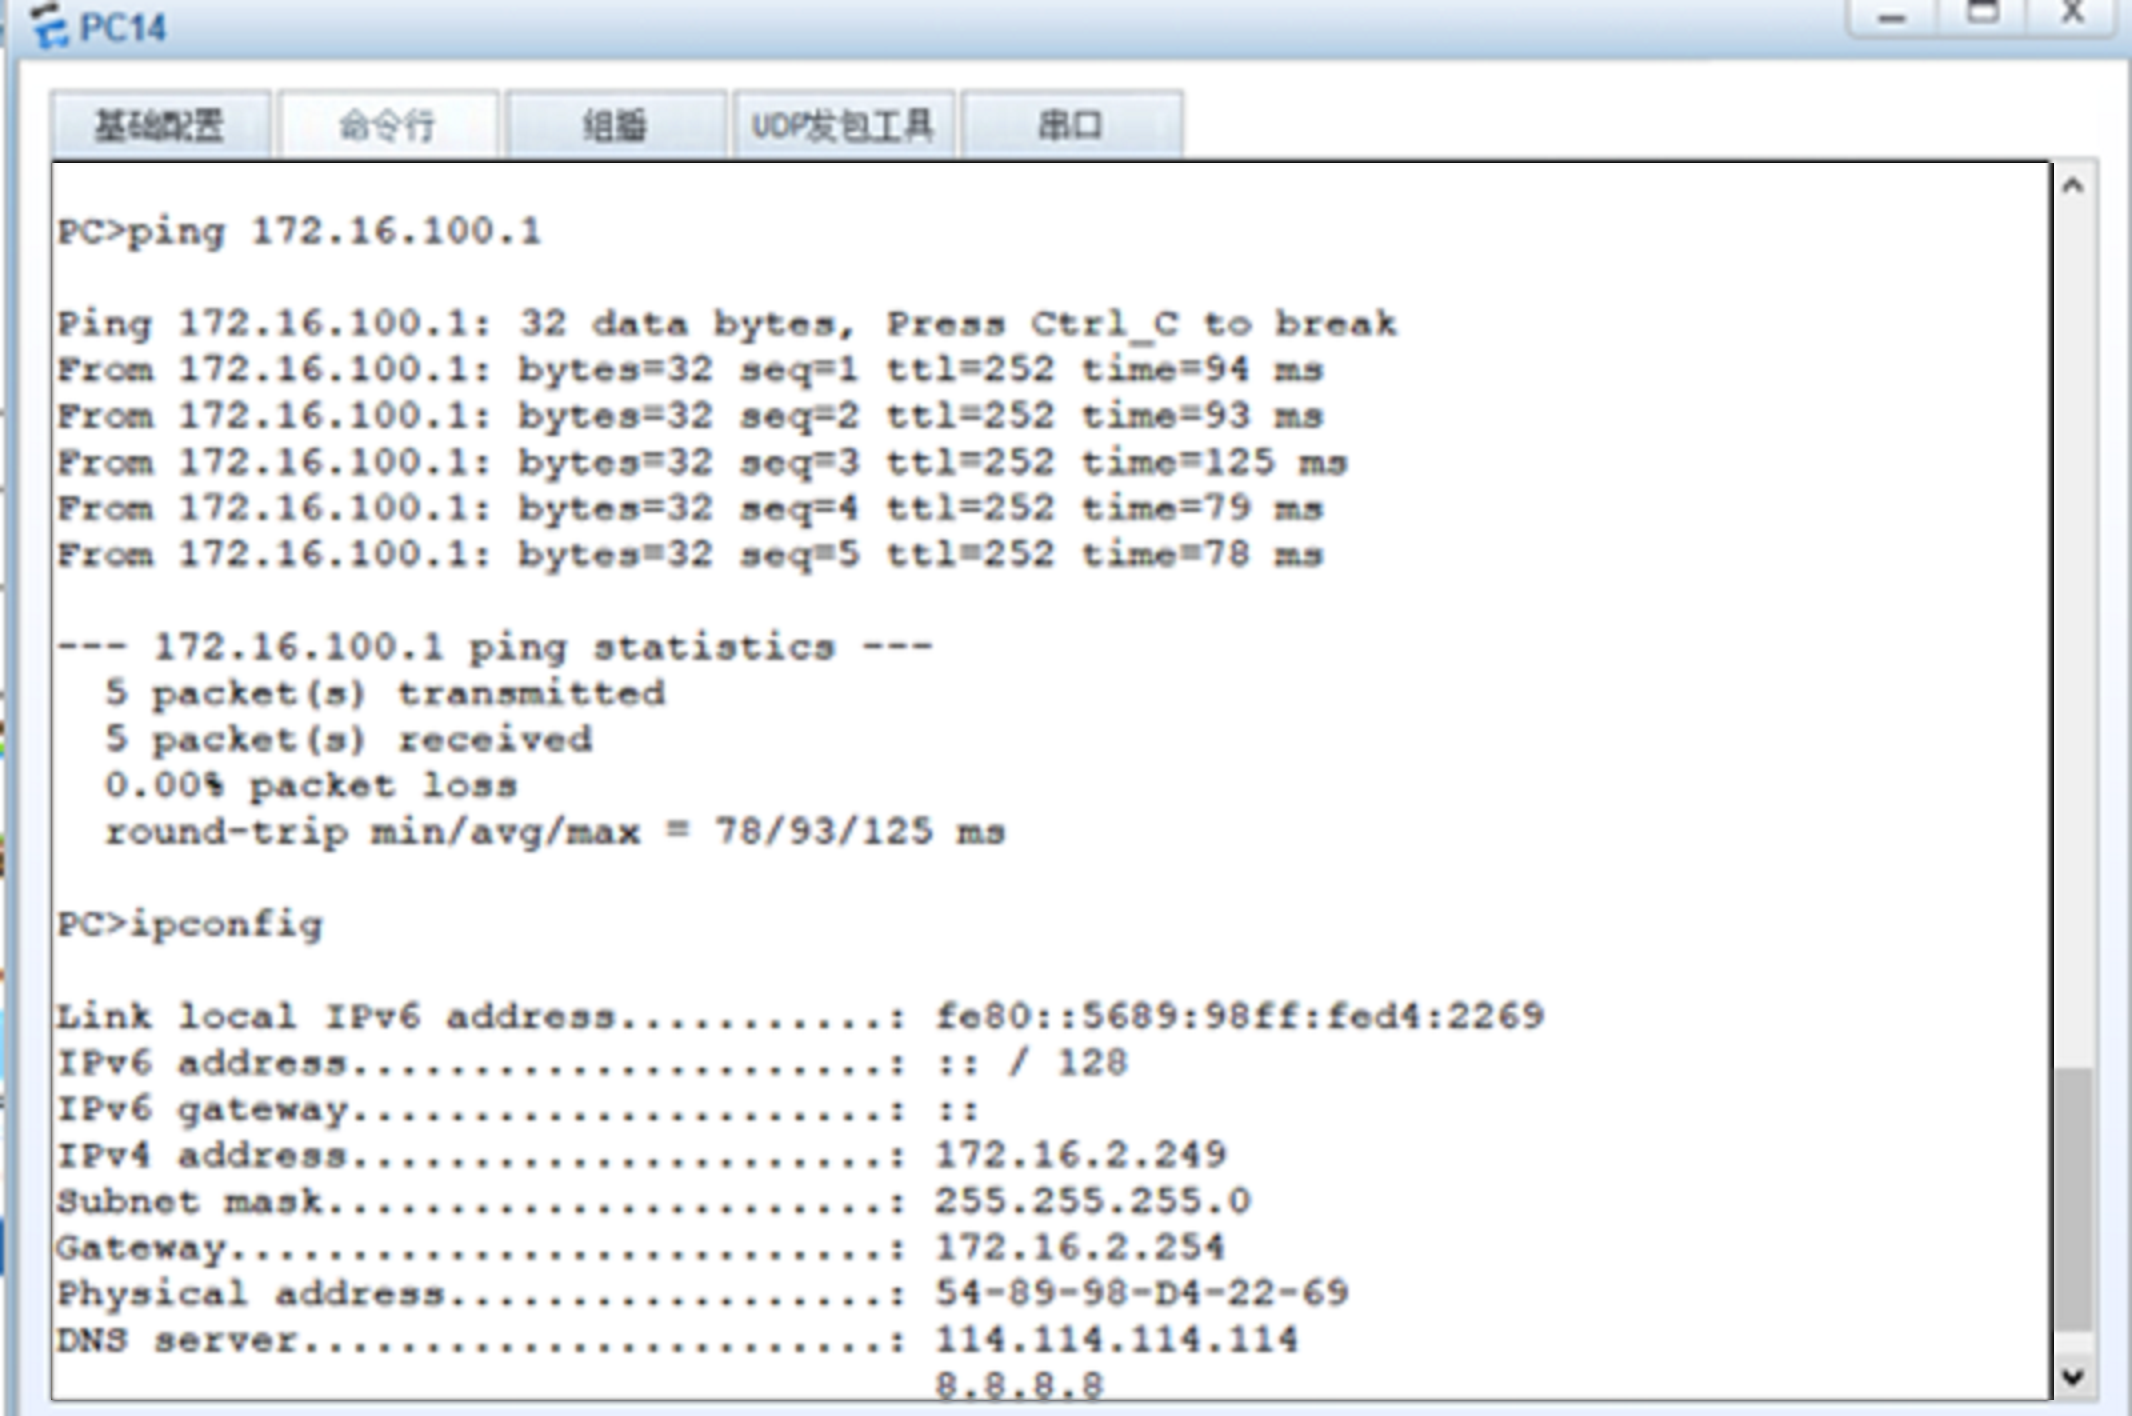 PC14
基础配置 命令行 组播 UDP发包工具 串口
PC>ping 172.16.100.1
Ping 172.16.100.1: 32 data bytes, Press Ctrl_C to break
From 172.16.100.1: bytes=32 seq=1 ttl=252 time=94 ms
From 172.16.100.1: bytes=32 seq=2 ttl=252 time=93 ms
From 172.16.100.1: bytes=32 seq=3 ttl=252 time=125 ms
From 172.16.100.1: bytes=32 seq=4 ttl=252 time=79 ms
From 172.16.100.1: bytes=32 seq=5 ttl=252 time=78 ms
--- 172.16.100.1 ping statistics ---
5 packet(s) transmitted
5 packet(s) received
0.00% packet loss
round-trip min/avg/max = 78/93/125 ms
PC>ipconfig
Link local IPv6 address...........: fe80::5689:98ff:fed4:2269
IPv6 address......................: :: / 128
IPv6 gateway......................: ::
IPv4 address......................: 172.16.2.249
Subnet mask.......................: 255.255.255.0
Gateway...........................: 172.16.2.254
Physical address..................: 54-89-98-D4-22-69
DNS server........................: 114.114.114.114
8.8.8.8